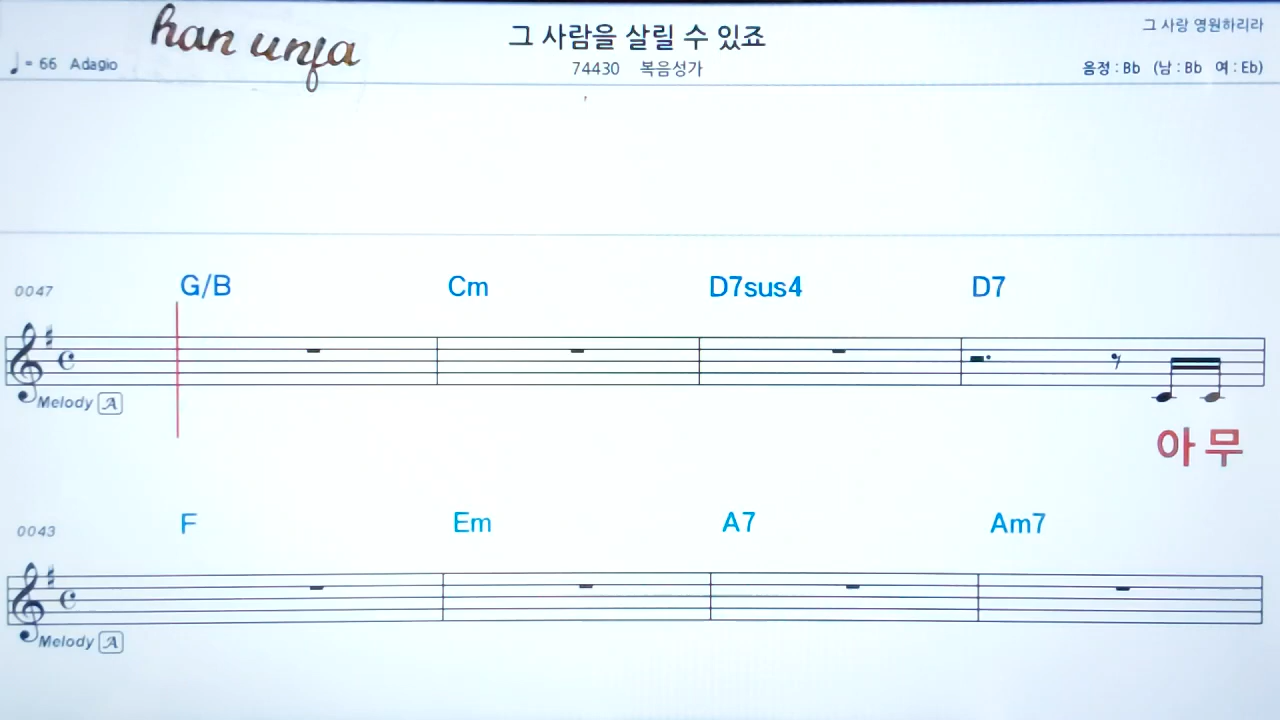 han unja
그 사람을 살릴 수 있죠
그 사랑 영원하리라
= 66 Adagio
74430 복음성가
음정 : Bb (남 : Bb 여 : Eb)
0047
G/B Cm D7sus4 D7
Melody A
아 무
0043
F Em A7 Am7
Melody A